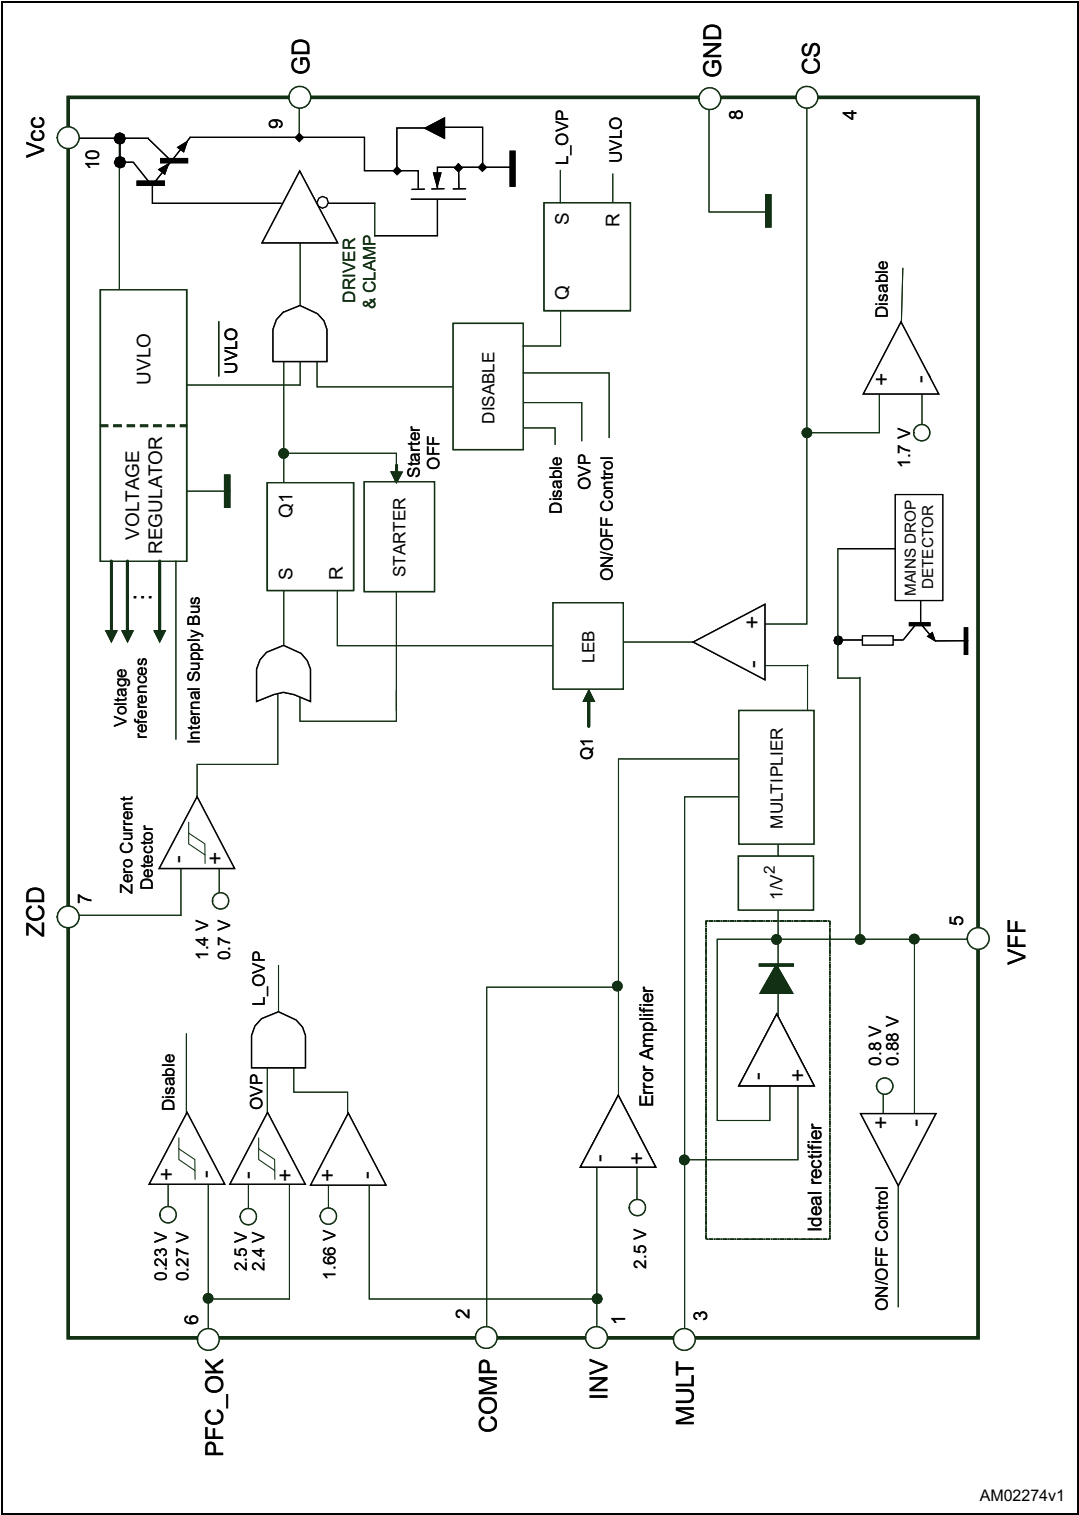 PFC_OK
6
COMP
2
INV
1
MULT
3
0.23 V
0.27 V
+
-
Disable
2.5 V
2.4 V
-
+
OVP
L_OVP
1.66 V
+
-
2.5 V
-
+
Error Amplifier
ON/OFF Control
+
-
0.8 V
0.88 V
Ideal rectifier
-
+
1/V2
MULTIPLIER
VFF
5
ZCD
7
1.4 V
0.7 V
Zero Current
Detector
-
+
Voltage
references
Internal Supply Bus
VOLTAGE
REGULATOR
UVLO
UVLO
Vcc
10
S
R
Q1
STARTER
Starter
OFF
Q1
LEB
-
+
Disable
OVP
ON/OFF Control
DISABLE
Q
S
R
L_OVP
UVLO
DRIVER
& CLAMP
GD
9
GND
8
CS
4
MAINS DROP
DETECTOR
1.7 V
+
-
Disable
AM02274v1